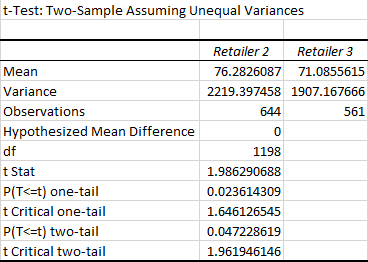 t-Test: Two-Sample Assuming Unequal Variances
Retailer 2 Retailer 3
Mean 76.2826087 71.0855615
Variance 2219.397458 1907.167666
Observations 644 561
Hypothesized Mean Difference 0
df 1198
t Stat 1.986290688
P(T<=t) one-tail 0.023614309
t Critical one-tail 1.646126545
P(T<=t) two-tail 0.047228619
t Critical two-tail 1.961946146